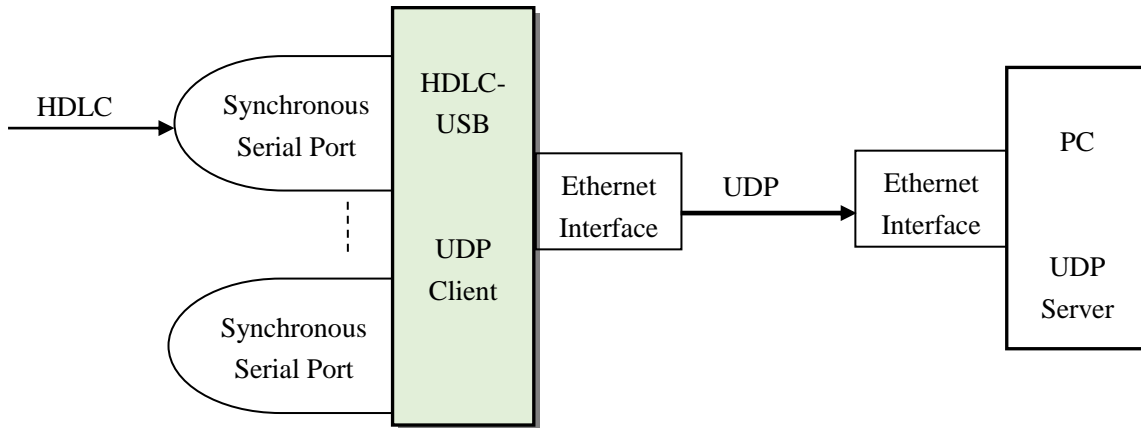 HDLC
Synchronous
Serial Port
HDLC-
USB
Ethernet
Interface
UDP
Ethernet
Interface
PC
UDP
Client
UDP
Server
Synchronous
Serial Port